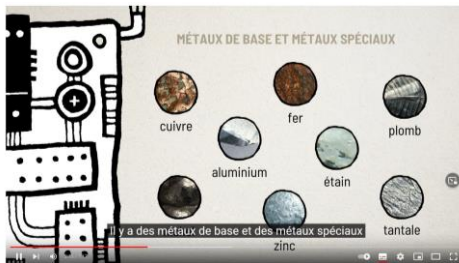 MÉTAUX DE BASE ET MÉTAUX SPÉCIAUX
cuivre
fer
plomb
aluminium
étain
Il y a des métaux de base et des métaux spéciaux
zinc
tantale